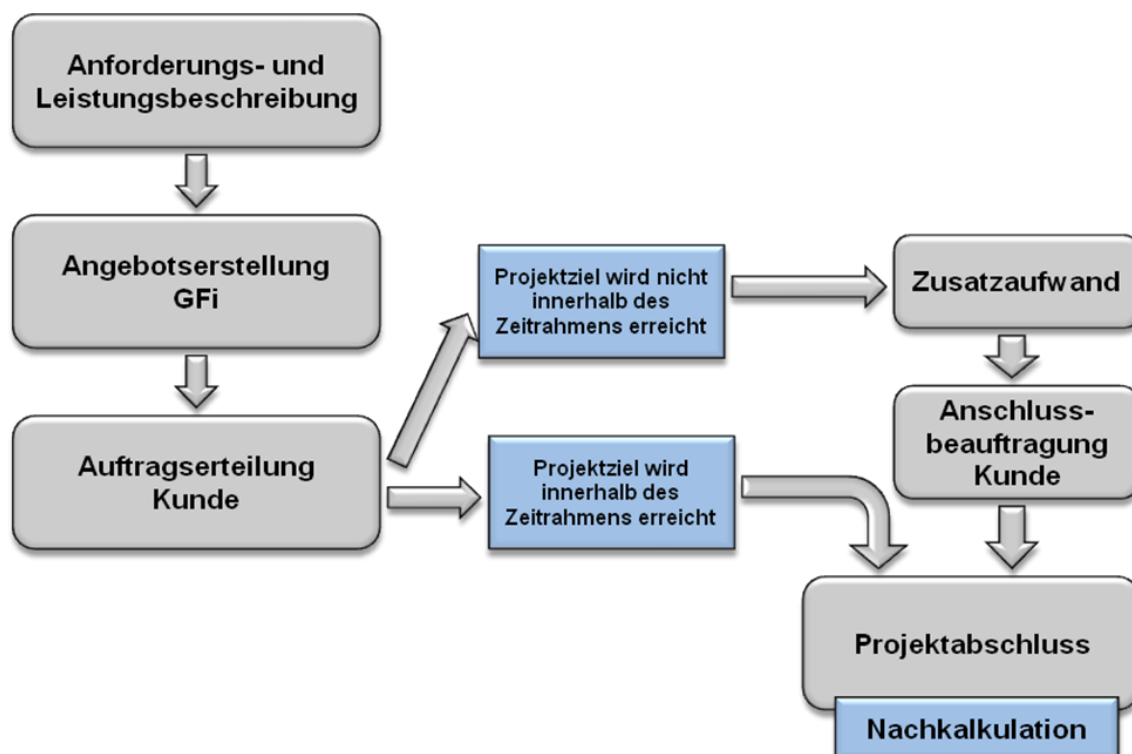 Anforderungs- und
Leistungsbeschreibung
Angebotserstellung
GFi
Auftragserteilung
Kunde
Projektziel wird nicht
innerhalb des
Zeitrahmens erreicht
Projektziel wird
innerhalb des
Zeitrahmens erreicht
Zusatzaufwand
Anschluss-
beauftragung
Kunde
Projektabschluss
Nachkalkulation